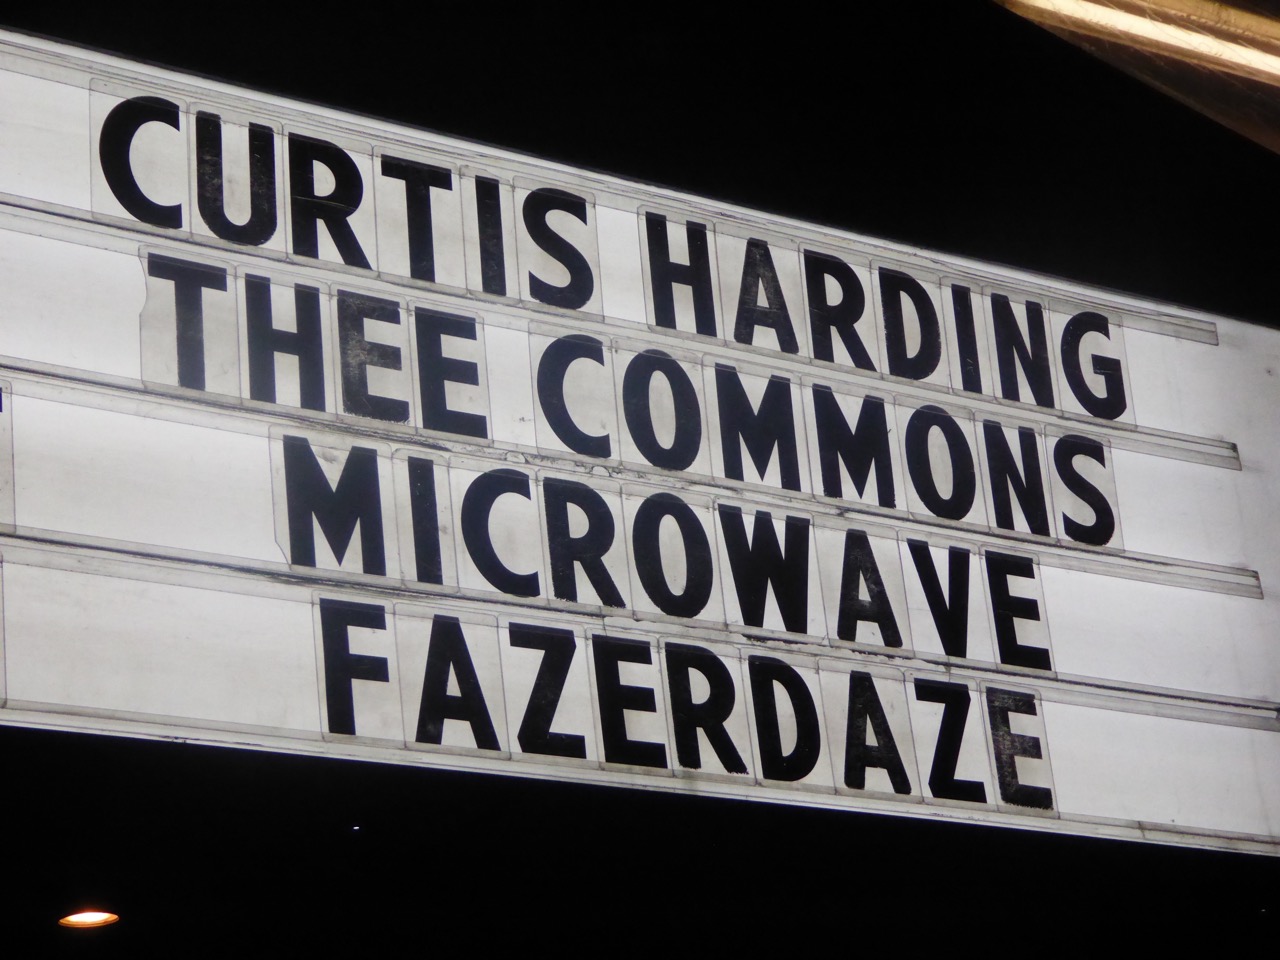 CURTIS HARDING
THEE COMMONS
MICROWAVE
FAZERDAZE